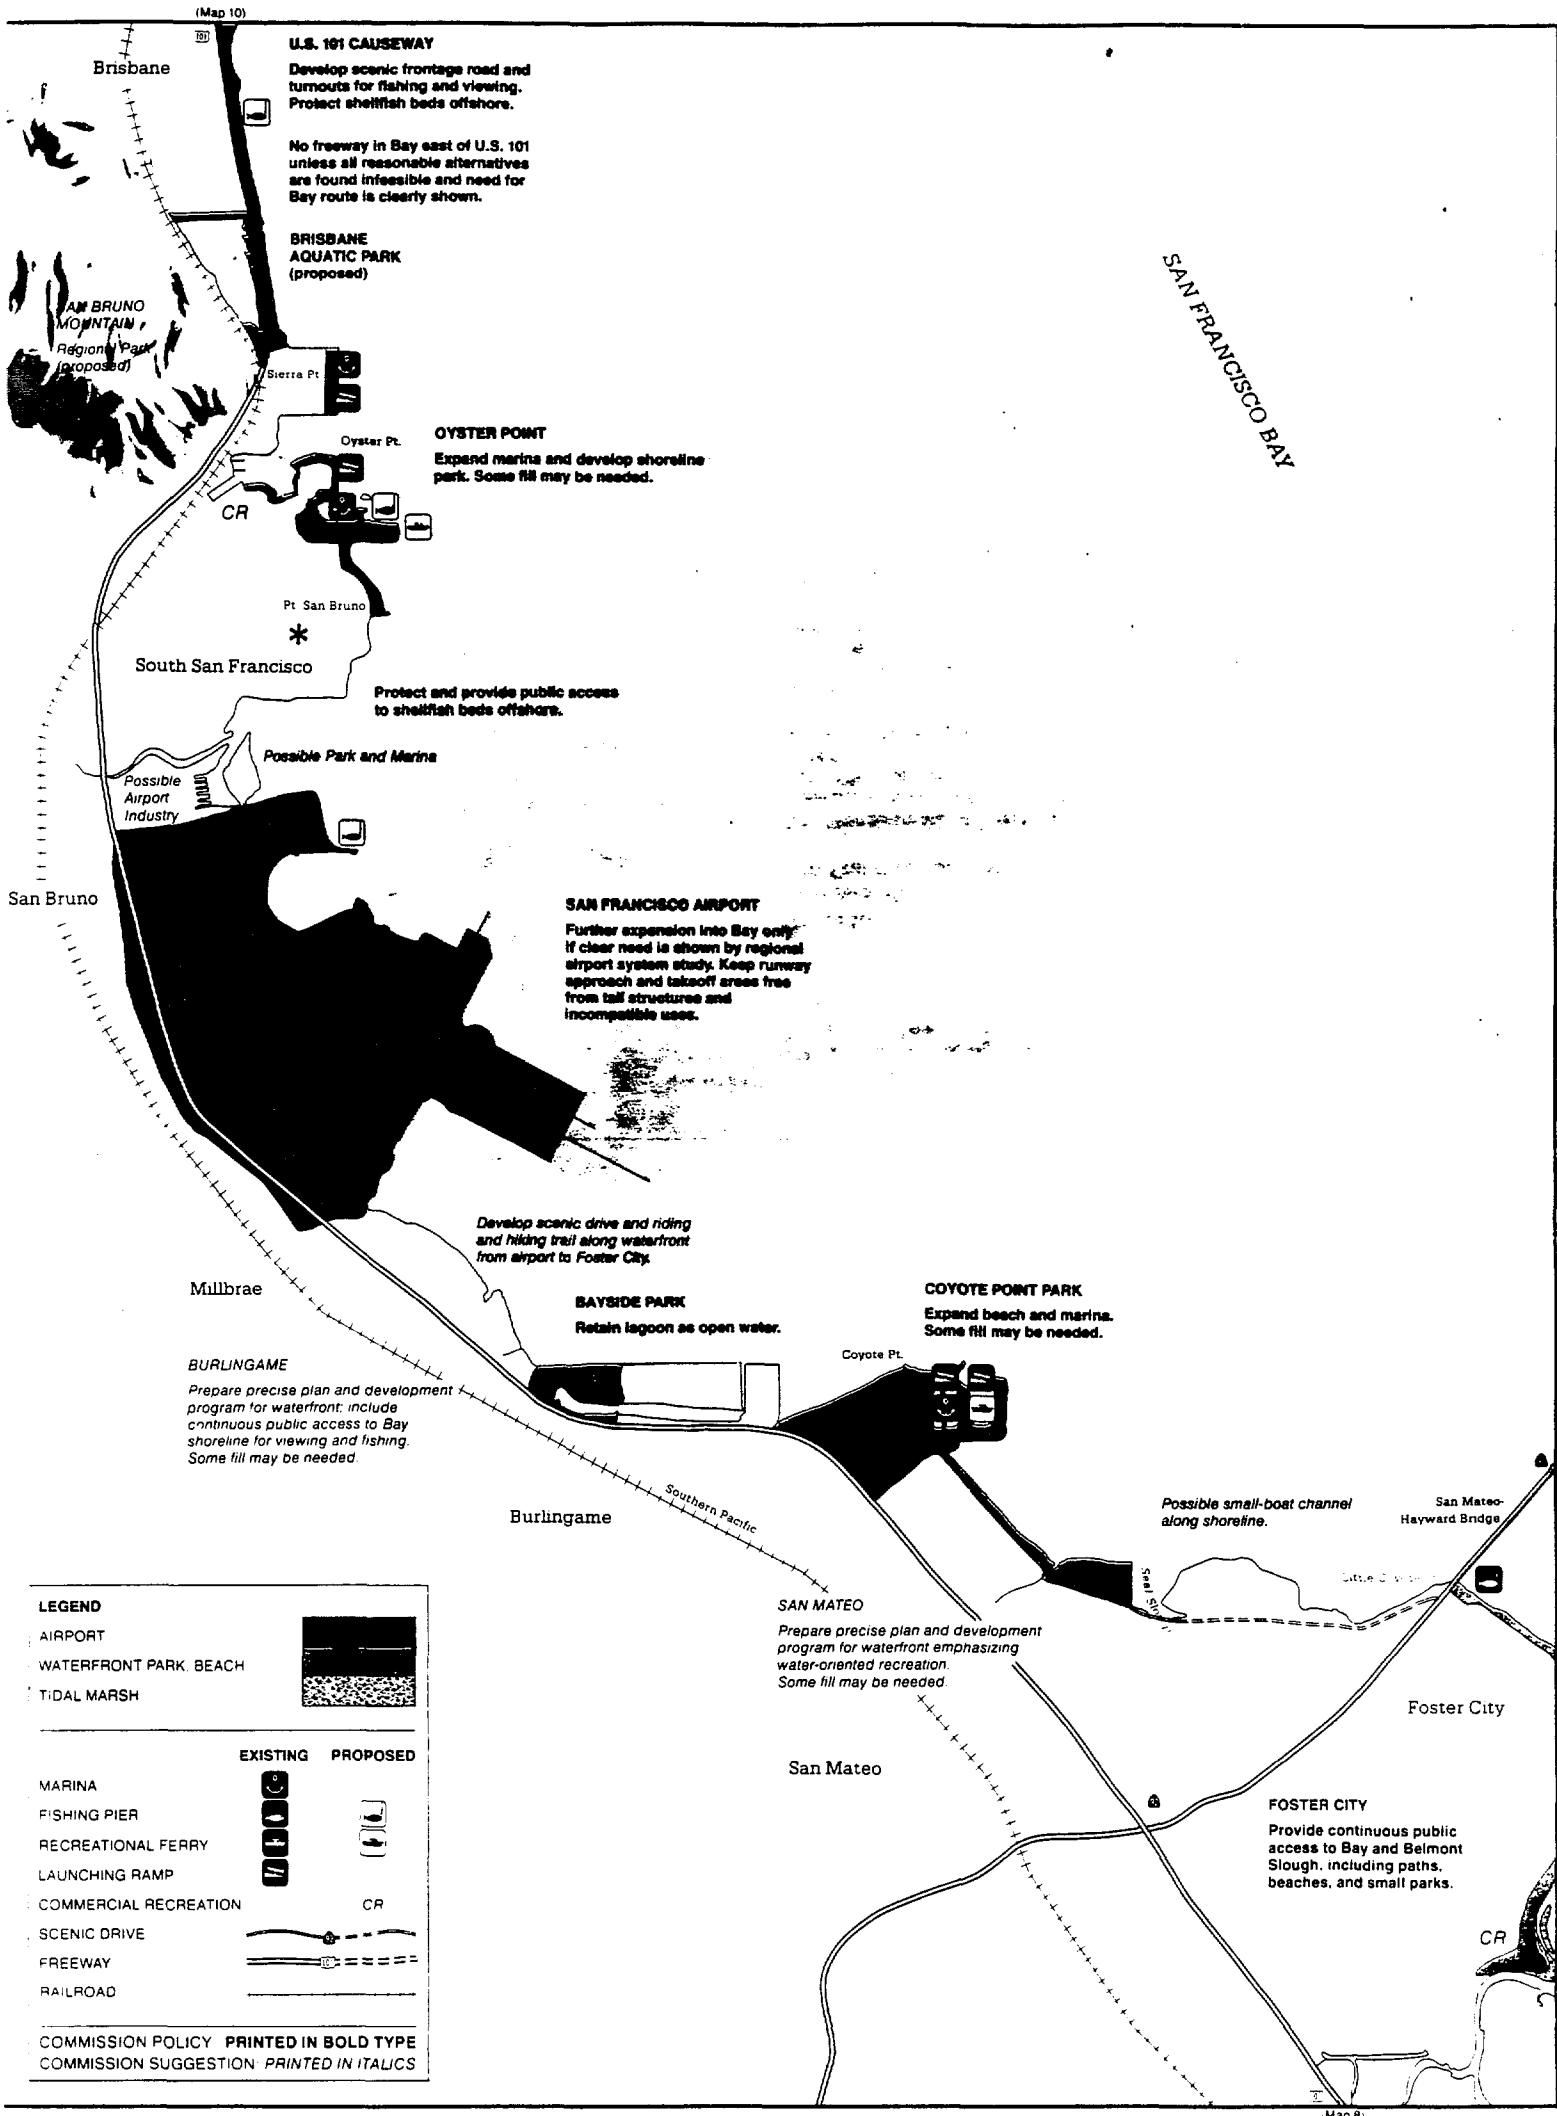 (Map 10)
101
Brisbane
U.S. 101 CAUSEWAY
Develop scenic frontage road and
turnouts for fishing and viewing.
Protect shellfish beds offshore.
No freeway in Bay east of U.S. 101
unless all reasonable alternatives
are found infeasible and need for
Bay route is clearly shown.
BRISBANE
AQUATIC PARK
(proposed)
SAN FRANCISCO BAY
SAN BRUNO
MOUNTAIN
Regional Park
(proposed)
Sierra Pt
Oyster Pt.
OYSTER POINT
Expand marina and develop shoreline
park. Some fill may be needed.
CR
Pt San Bruno
South San Francisco
Protect and provide public access
to shellfish beds offshore.
Possible Park and Marina
Possible
Airport
Industry
San Bruno
SAN FRANCISCO AIRPORT
Further expansion into Bay only
if clear need is shown by regional
airport system study. Keep runway
approach and takeoff areas free
from tall structures and
incompatible uses.
Develop scenic drive and riding
and hiking trail along waterfront
from airport to Foster City.
Millbrae
BAYSIDE PARK
Retain lagoon as open water.
COYOTE POINT PARK
Expand beach and marina.
Some fill may be needed.
Coyote Pt.
BURLINGAME
Prepare precise plan and development
program for waterfront: include
continuous public access to Bay
shoreline for viewing and fishing.
Some fill may be needed.
Southern Pacific
Burlingame
Possible small-boat channel
along shoreline.
San Mateo-
Hayward Bridge
Seal
SAN MATEO
Prepare precise plan and development
program for waterfront emphasizing
water-oriented recreation.
Some fill may be needed.
Foster City
San Mateo
FOSTER CITY
Provide continuous public
access to Bay and Belmont
Slough, including paths,
beaches, and small parks.
CR
LEGEND
AIRPORT
WATERFRONT PARK, BEACH
TIDAL MARSH
EXISTING PROPOSED
MARINA
FISHING PIER
RECREATIONAL FERRY
LAUNCHING RAMP
COMMERCIAL RECREATION CR
SCENIC DRIVE
FREEWAY
RAILROAD
COMMISSION POLICY PRINTED IN BOLD TYPE
COMMISSION SUGGESTION: PRINTED IN ITALICS